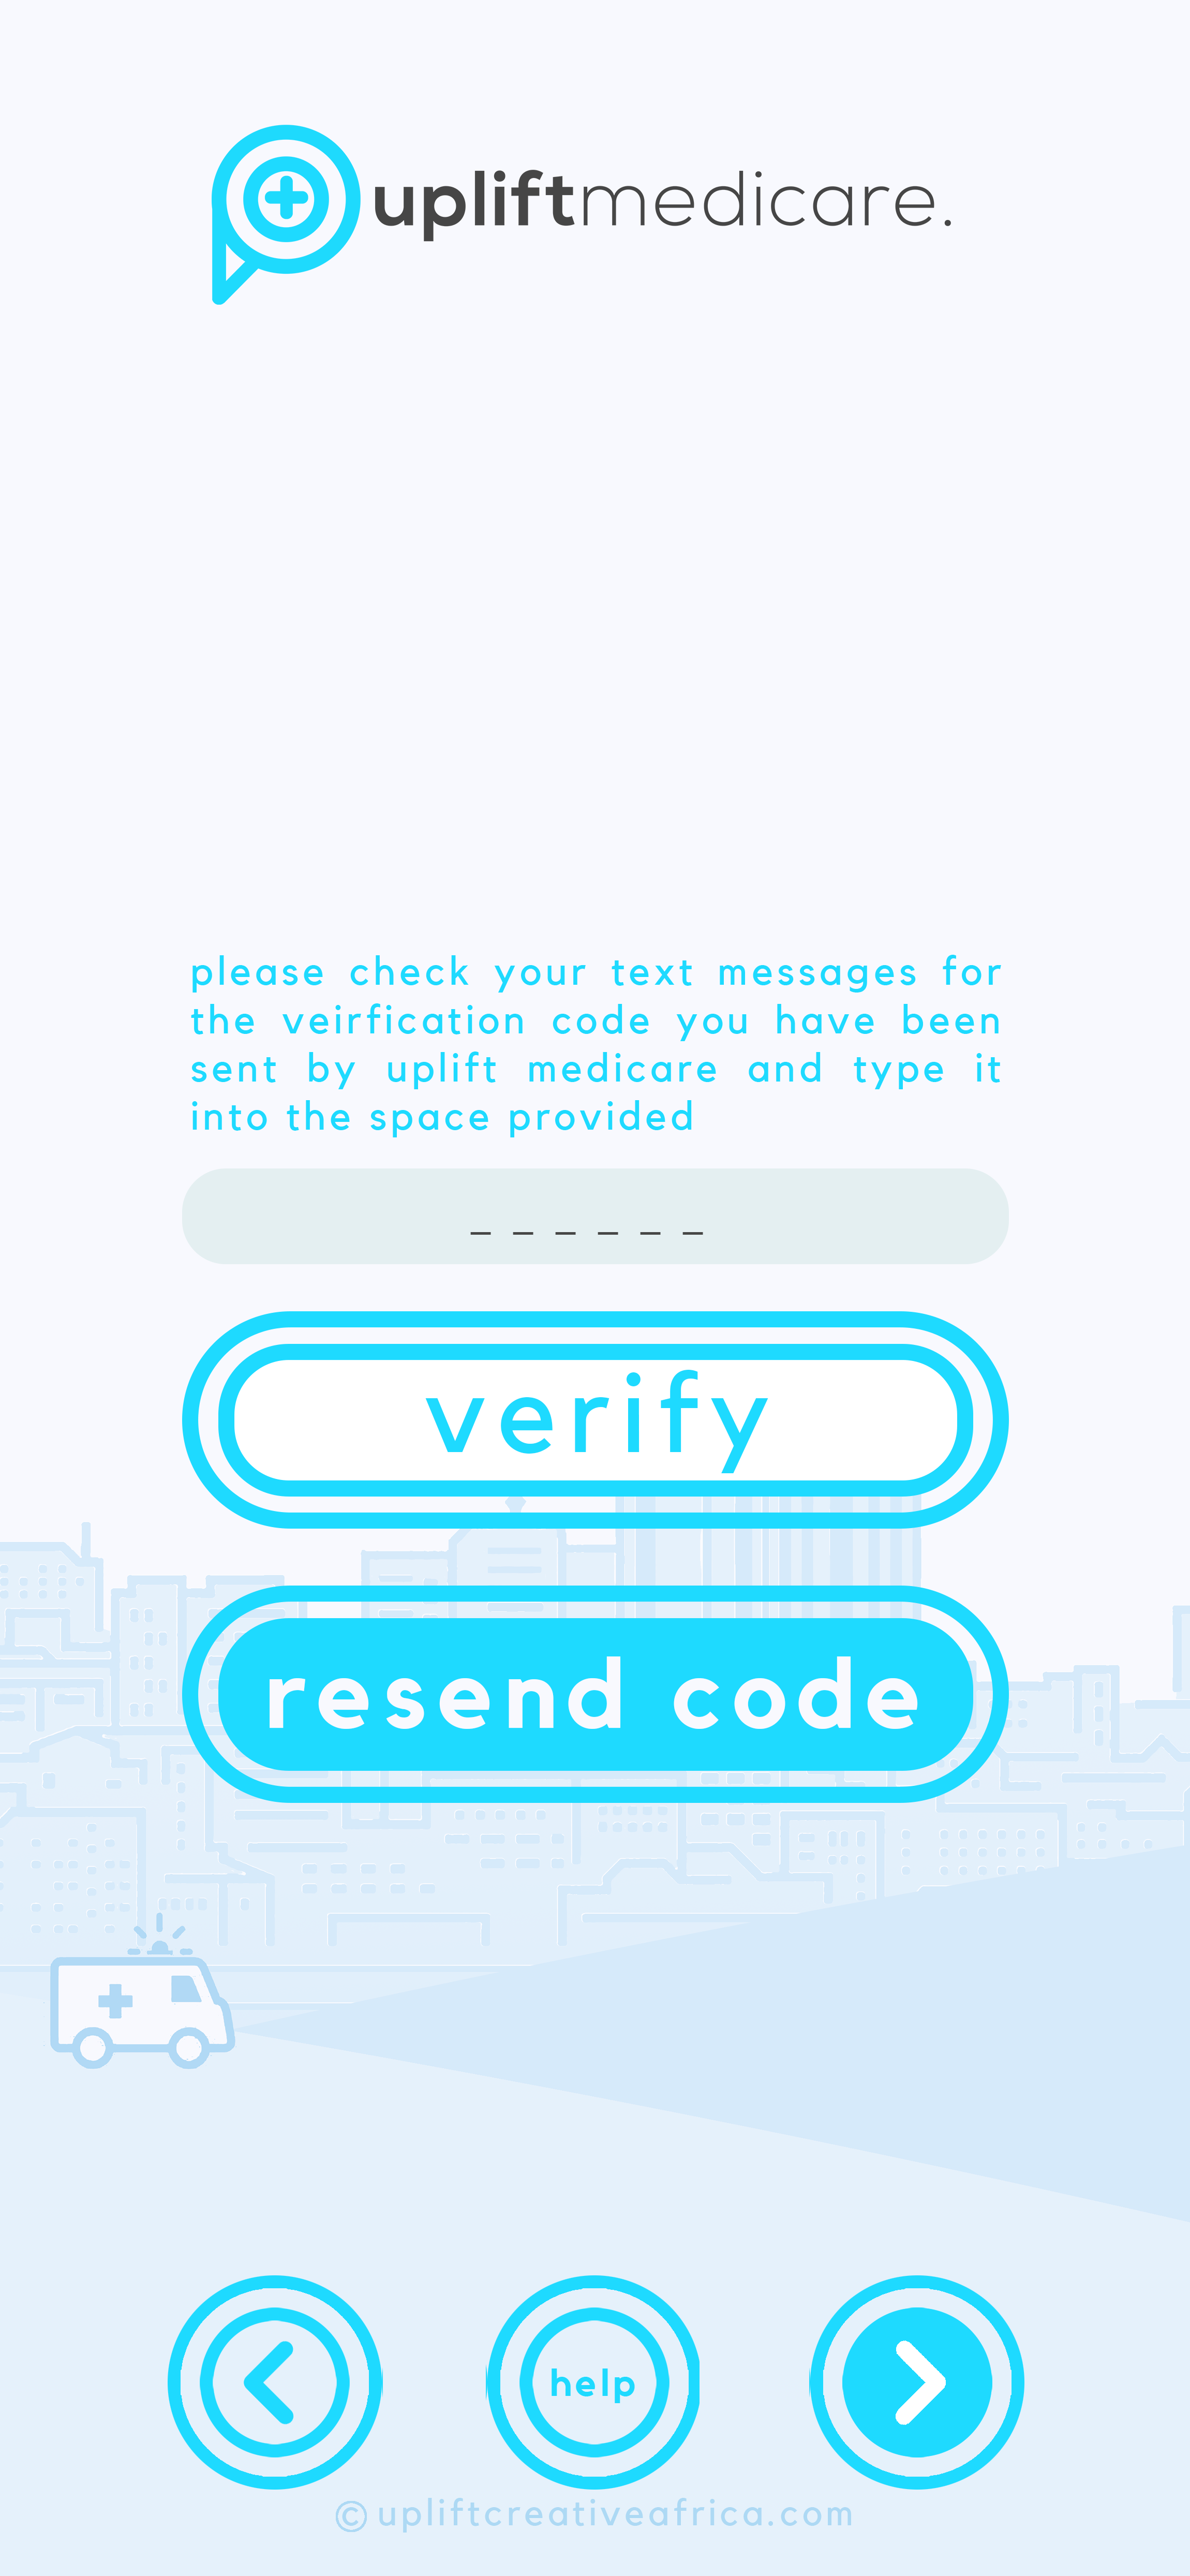 upliftmedicare.
please check your text messages for
the veirfication code you have been
sent by uplift medicare and type it
into the space provided
_ _ _ _ _ _
verify
resend code
help
© upliftcreativeafrica.com